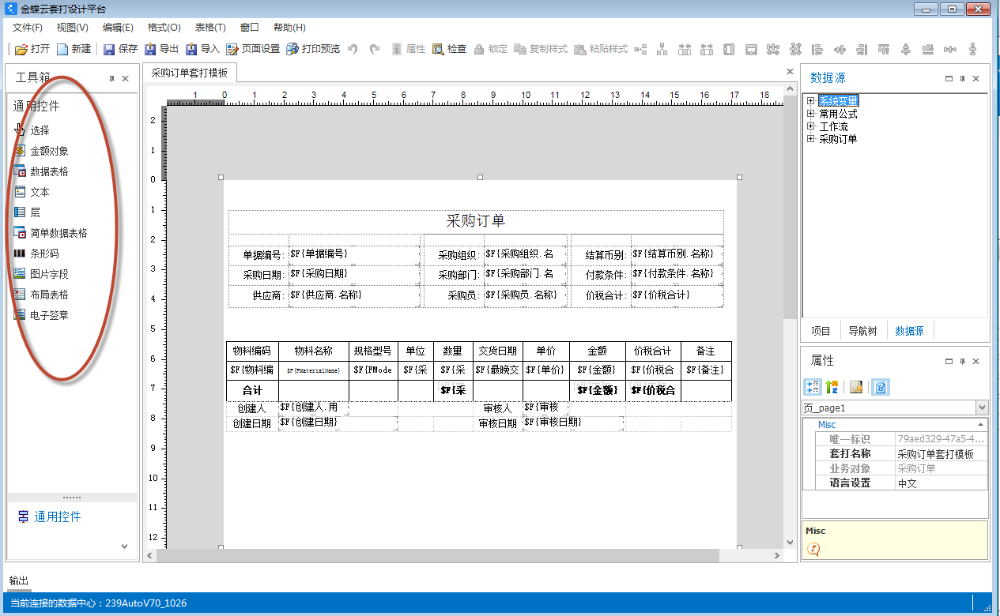 金蝶云套打设计平台
文件(F) 视图(V) 编辑(E) 格式(O) 表格(T) 窗口 帮助(H)
打开 新建 保存 导出 导入 页面设置 打印预览 属性 检查 锁定 复制样式 粘贴样式
工具箱
通用控件
选择
金额对象
数据表格
文本
层
简单数据表格
条形码
图片字段
布局表格
电子签章
通用控件
采购订单套打模板
1 0 1 2 3 4 5 6 7 8 9 10 11 12 13 14 15 16 17 18
2
1
0
1
2
3
4
5
6
7
8
9
10
11
12
采购订单
单据编号: $F{单据编号} 采购组织: $F{采购组织.名 结算币别: $F{结算币别.名称}
采购日期: $F{采购日期} 采购部门: $F{采购部门.名 付款条件: $F{付款条件.名称}
供应商: $F{供应商.名称} 采购员: $F{采购员.名称} 价税合计: $F{价税合计}
物料编码 物料名称 规格型号 单位 数量 交货日期 单价 金额 价税合计 备注
$F{物料编 $F{FMaterialName} $F{FMode $F{采 $F{采 $F{最晚交 $F{单价} $F{金额} $F{价税合 $F{备注}
合计 $F{采 $F{金额} $F{价税合
创建人 $F{创建人.用 审核人 $F{审核
创建日期 $F{创建日期} 审核日期 $F{审核日期}
数据源
系统变量
常用公式
工作流
采购订单
项目 导航树 数据源
属性
页_page1
Misc
唯一标识 79aed329-47a5-4...
套打名称 采购订单套打模板
业务对象 采购订单
语言设置 中文
Misc
输出
当前连接的数据中心：239AutoV70_1026